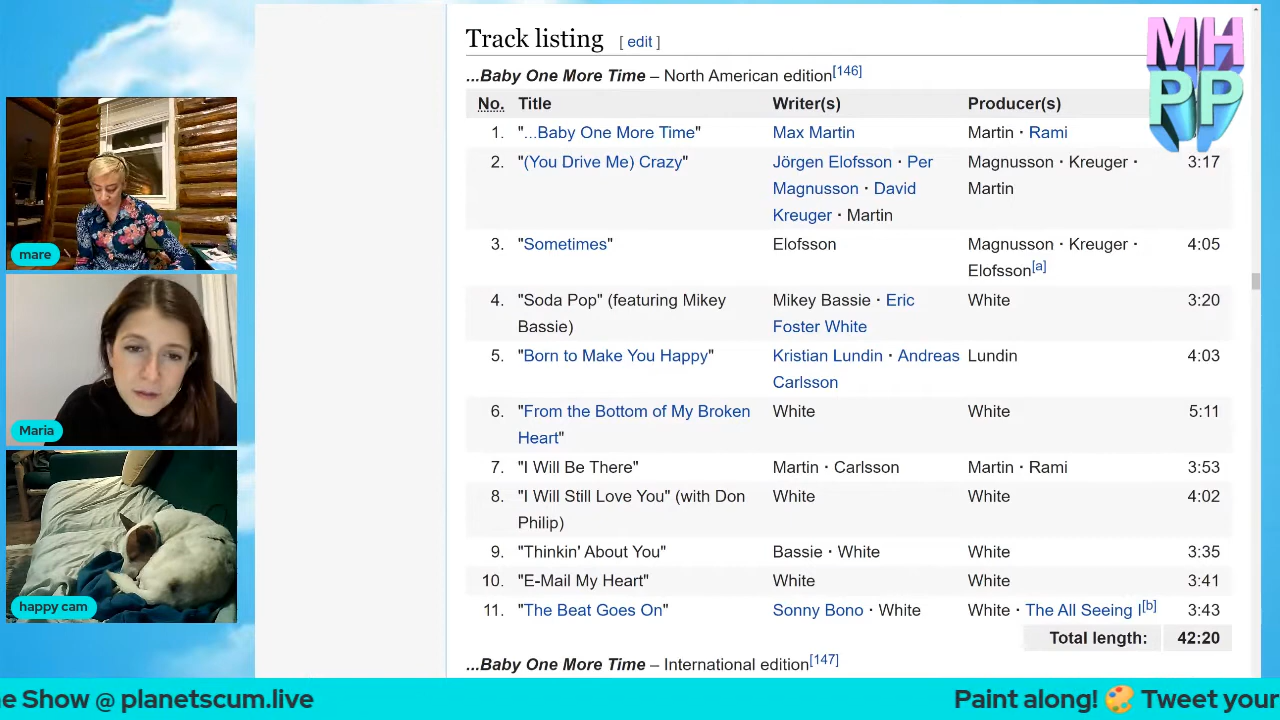 Track listing [ edit ]
...Baby One More Time – North American edition[146]
No. Title Writer(s) Producer(s)
1. "...Baby One More Time" Max Martin Martin · Rami
2. "(You Drive Me) Crazy" Jörgen Elofsson · Per Magnusson · Kreuger · 3:17
Magnusson · David Martin
Kreuger · Martin
3. "Sometimes" Elofsson Magnusson · Kreuger · 4:05
Elofsson[a]
4. "Soda Pop" (featuring Mikey Mikey Bassie · Eric White 3:20
Bassie) Foster White
5. "Born to Make You Happy" Kristian Lundin · Andreas Lundin 4:03
Carlsson
6. "From the Bottom of My Broken White White 5:11
Heart"
7. "I Will Be There" Martin · Carlsson Martin · Rami 3:53
8. "I Will Still Love You" (with Don White White 4:02
Philip)
9. "Thinkin' About You" Bassie · White White 3:35
10. "E-Mail My Heart" White White 3:41
11. "The Beat Goes On" Sonny Bono · White White · The All Seeing I[b] 3:43
Total length: 42:20
...Baby One More Time – International edition[147]
MH
PP
mare
Maria
happy cam
e Show @ planetscum.live
Paint along! 🎨 Tweet your